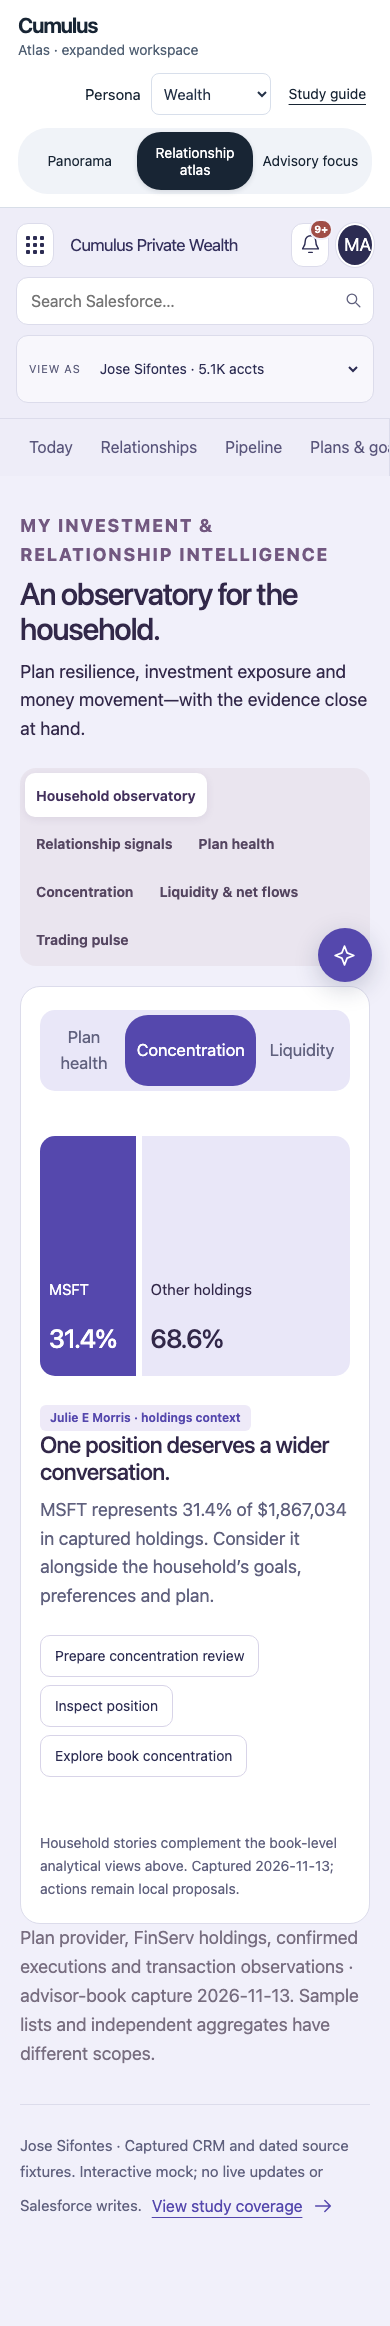 Cumulus
Atlas · expanded workspace
Persona Wealth Study guide
Panorama Relationship atlas Advisory focus
Cumulus Private Wealth 9+ MA
Search Salesforce...
VIEW AS Jose Sifontes · 5.1K accts
Today Relationships Pipeline Plans & goa
MY INVESTMENT &
RELATIONSHIP INTELLIGENCE
An observatory for the
household.
Plan resilience, investment exposure and
money movement—with the evidence close
at hand.
Household observatory
Relationship signals Plan health
Concentration Liquidity & net flows
Trading pulse
Plan health Concentration Liquidity
MSFT Other holdings
31.4% 68.6%
Julie E Morris · holdings context
One position deserves a wider
conversation.
MSFT represents 31.4% of $1,867,034
in captured holdings. Consider it
alongside the household’s goals,
preferences and plan.
Prepare concentration review
Inspect position
Explore book concentration
Household stories complement the book-level
analytical views above. Captured 2026-11-13;
actions remain local proposals.
Plan provider, FinServ holdings, confirmed
executions and transaction observations ·
advisor-book capture 2026-11-13. Sample
lists and independent aggregates have
different scopes.
Jose Sifontes · Captured CRM and dated source
fixtures. Interactive mock; no live updates or
Salesforce writes. View study coverage →